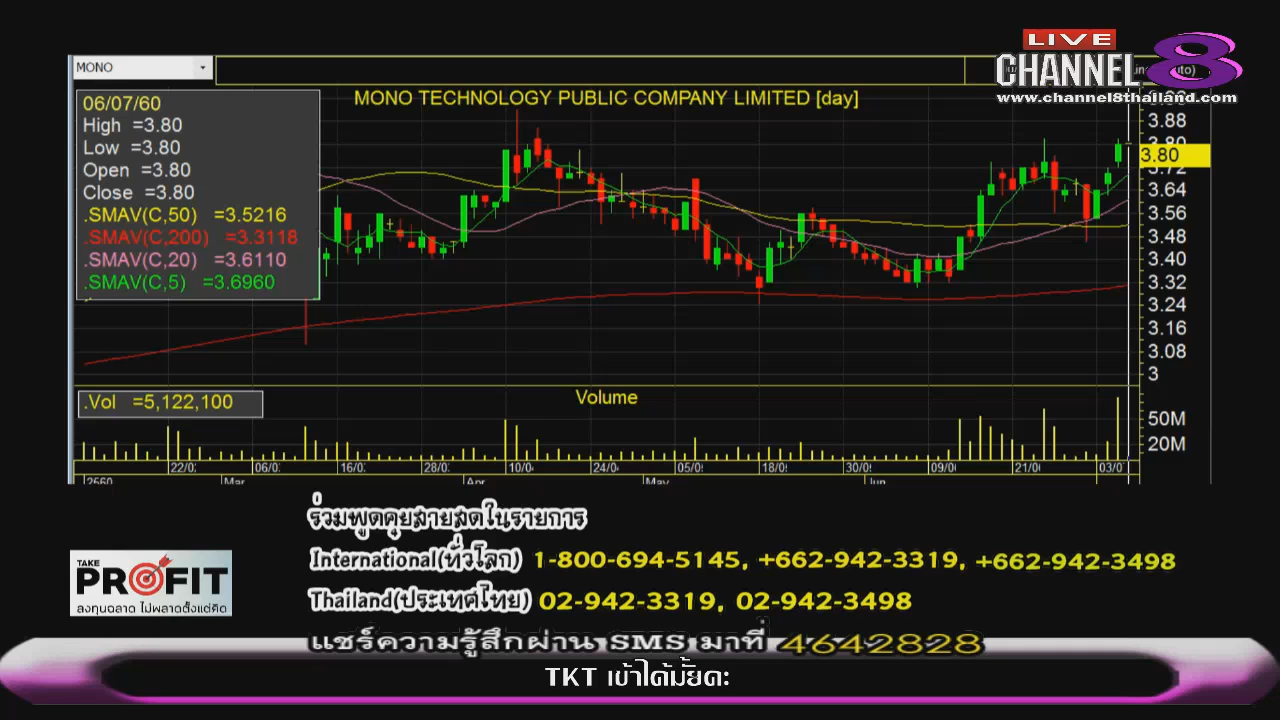 LIVE
CHANNEL 8
www.channel8thailand.com
MONO
MONO TECHNOLOGY PUBLIC COMPANY LIMITED [day]
06/07/60
High =3.80
Low =3.80
Open =3.80
Close =3.80
.SMAV(C,50) =3.5216
.SMAV(C,200) =3.3118
.SMAV(C,20) =3.6110
.SMAV(C,5) =3.6960
3.88
3.80
3.80
3.72
3.64
3.56
3.48
3.40
3.32
3.24
3.16
3.08
3
.Vol =5,122,100
Volume
50M
20M
22/0 06/0 16/0 28/0 10/0 24/0 05/0 18/0 30/0 09/0 21/0 03/0
2560 Mar Apr May Jun
ร่วมพูดคุยสายสดในรายการ
International(ทั่วโลก) 1-800-694-5145, +662-942-3319, +662-942-3498
Thailand(ประเทศไทย) 02-942-3319, 02-942-3498
TAKE
PROFIT
ลงทุนฉลาด ไม่พลาดตั้งแต่คิด
แชร์ความรู้สึกผ่าน SMS มาที่ 4642828
TKT เข้าได้มั้ยคะ